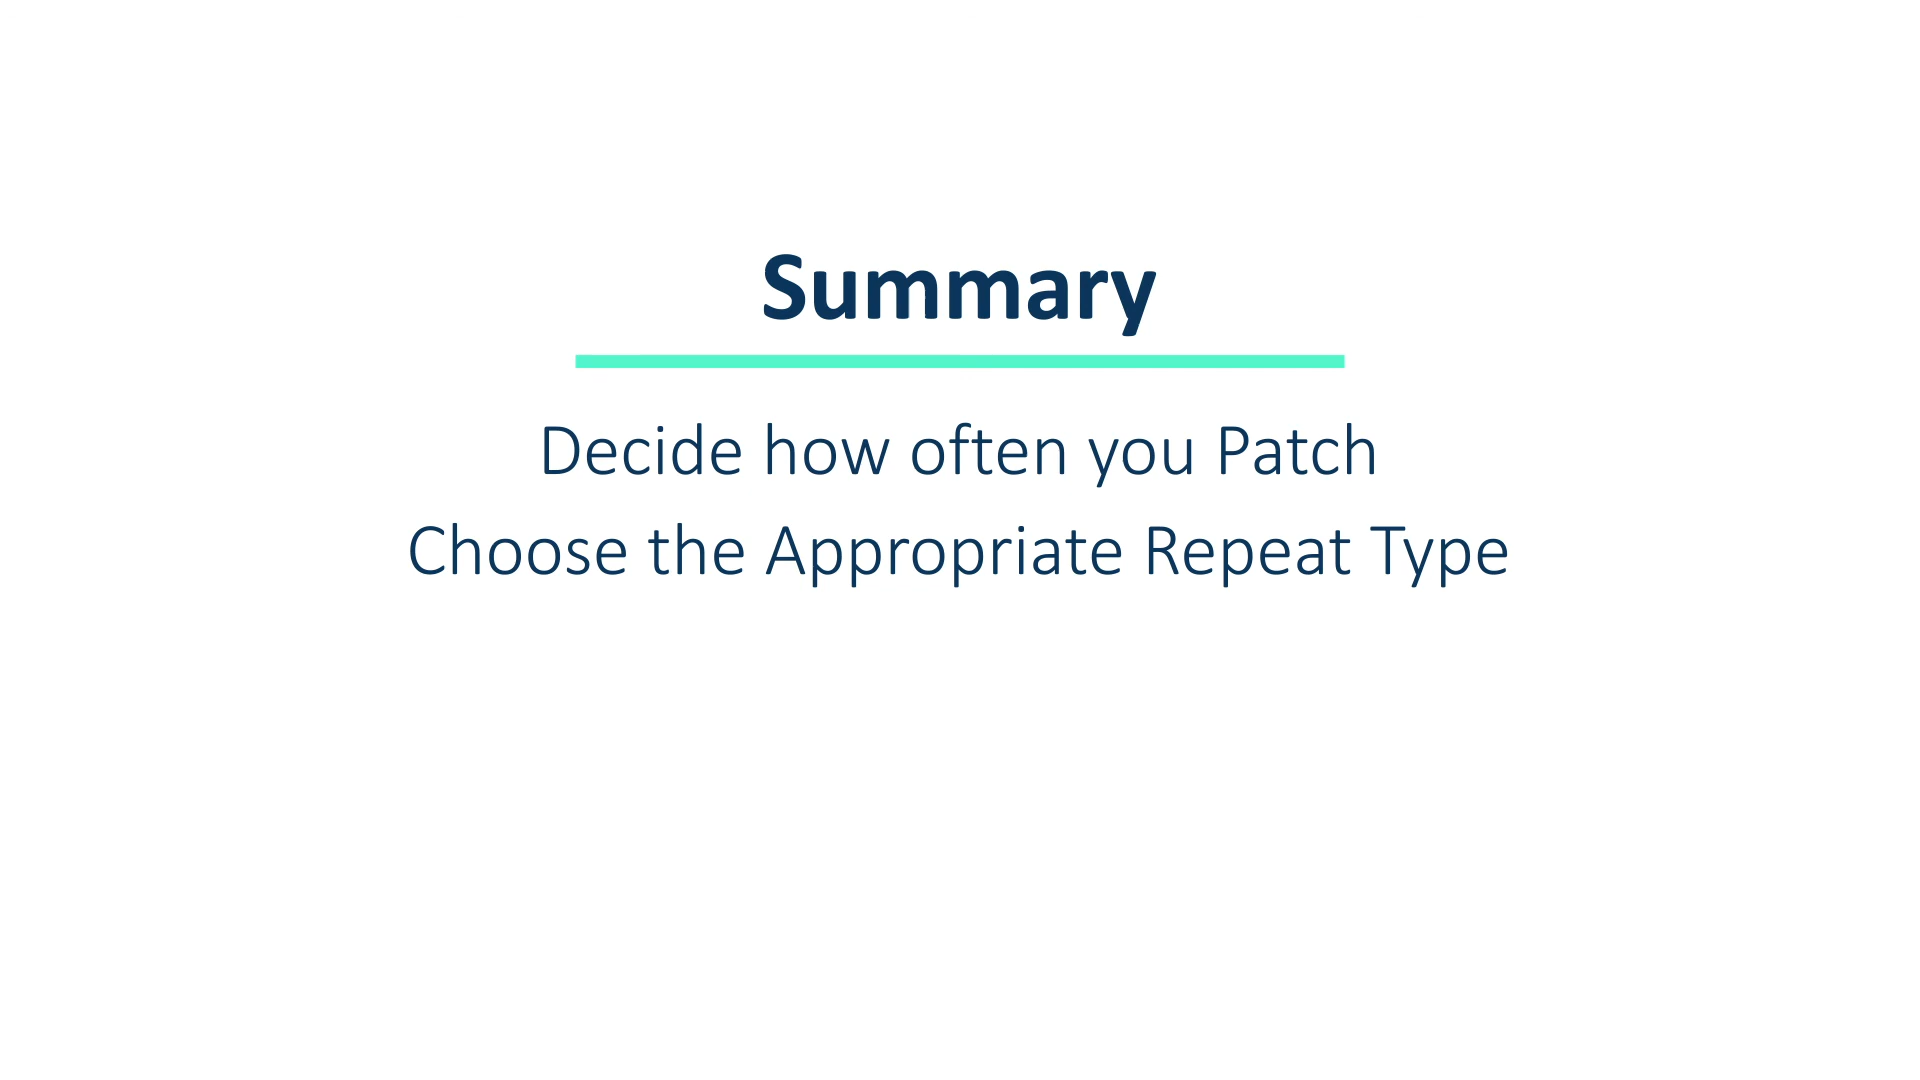 Summary
Decide how often you Patch
Choose the Appropriate Repeat Type